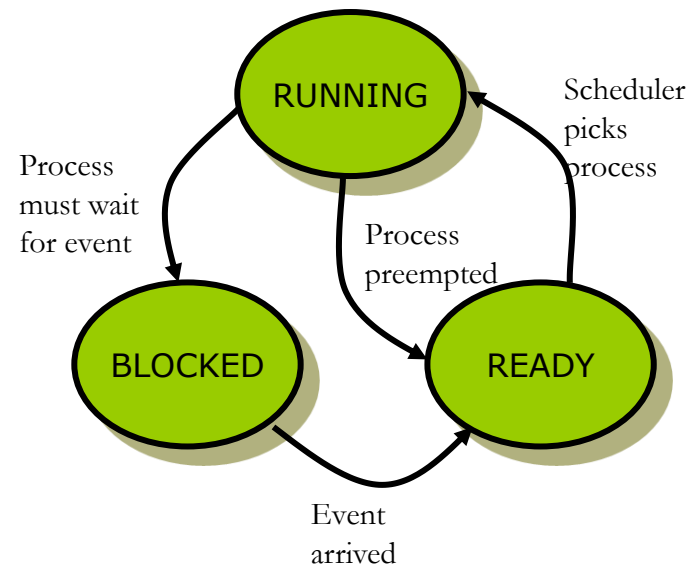 RUNNING
Scheduler
picks
process
Process
must wait
for event
Process
preempted
BLOCKED
READY
Event
arrived